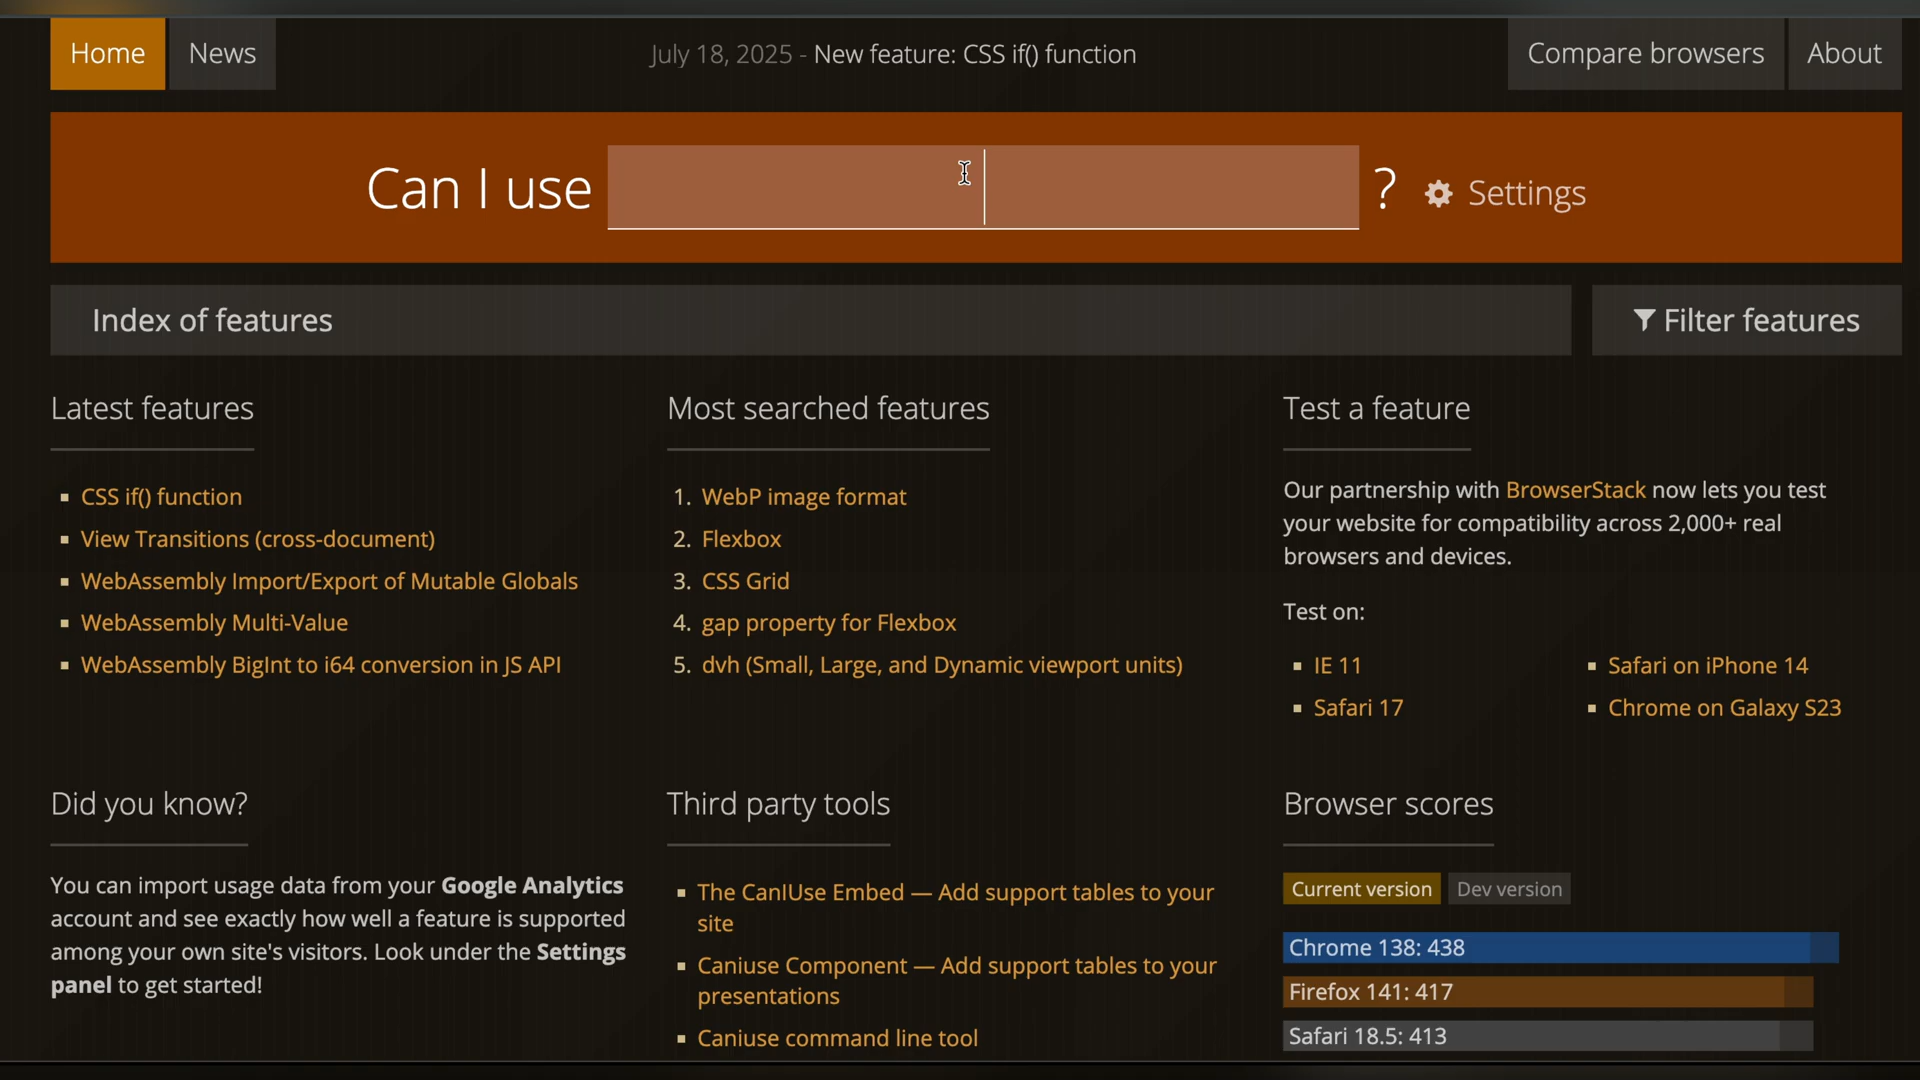 Home News July 18, 2025 - New feature: CSS if() function Compare browsers About
Can I use ? Settings
Index of features Filter features
Latest features
▪ CSS if() function
▪ View Transitions (cross-document)
▪ WebAssembly Import/Export of Mutable Globals
▪ WebAssembly Multi-Value
▪ WebAssembly BigInt to i64 conversion in JS API
Most searched features
1. WebP image format
2. Flexbox
3. CSS Grid
4. gap property for Flexbox
5. dvh (Small, Large, and Dynamic viewport units)
Test a feature
Our partnership with BrowserStack now lets you test
your website for compatibility across 2,000+ real
browsers and devices.
Test on:
▪ IE 11
▪ Safari 17
▪ Safari on iPhone 14
▪ Chrome on Galaxy S23
Did you know?
You can import usage data from your Google Analytics
account and see exactly how well a feature is supported
among your own site's visitors. Look under the Settings
panel to get started!
Third party tools
▪ The CanIUse Embed — Add support tables to your
site
▪ Caniuse Component — Add support tables to your
presentations
▪ Caniuse command line tool
Browser scores
Current version Dev version
Chrome 138: 438
Firefox 141: 417
Safari 18.5: 413